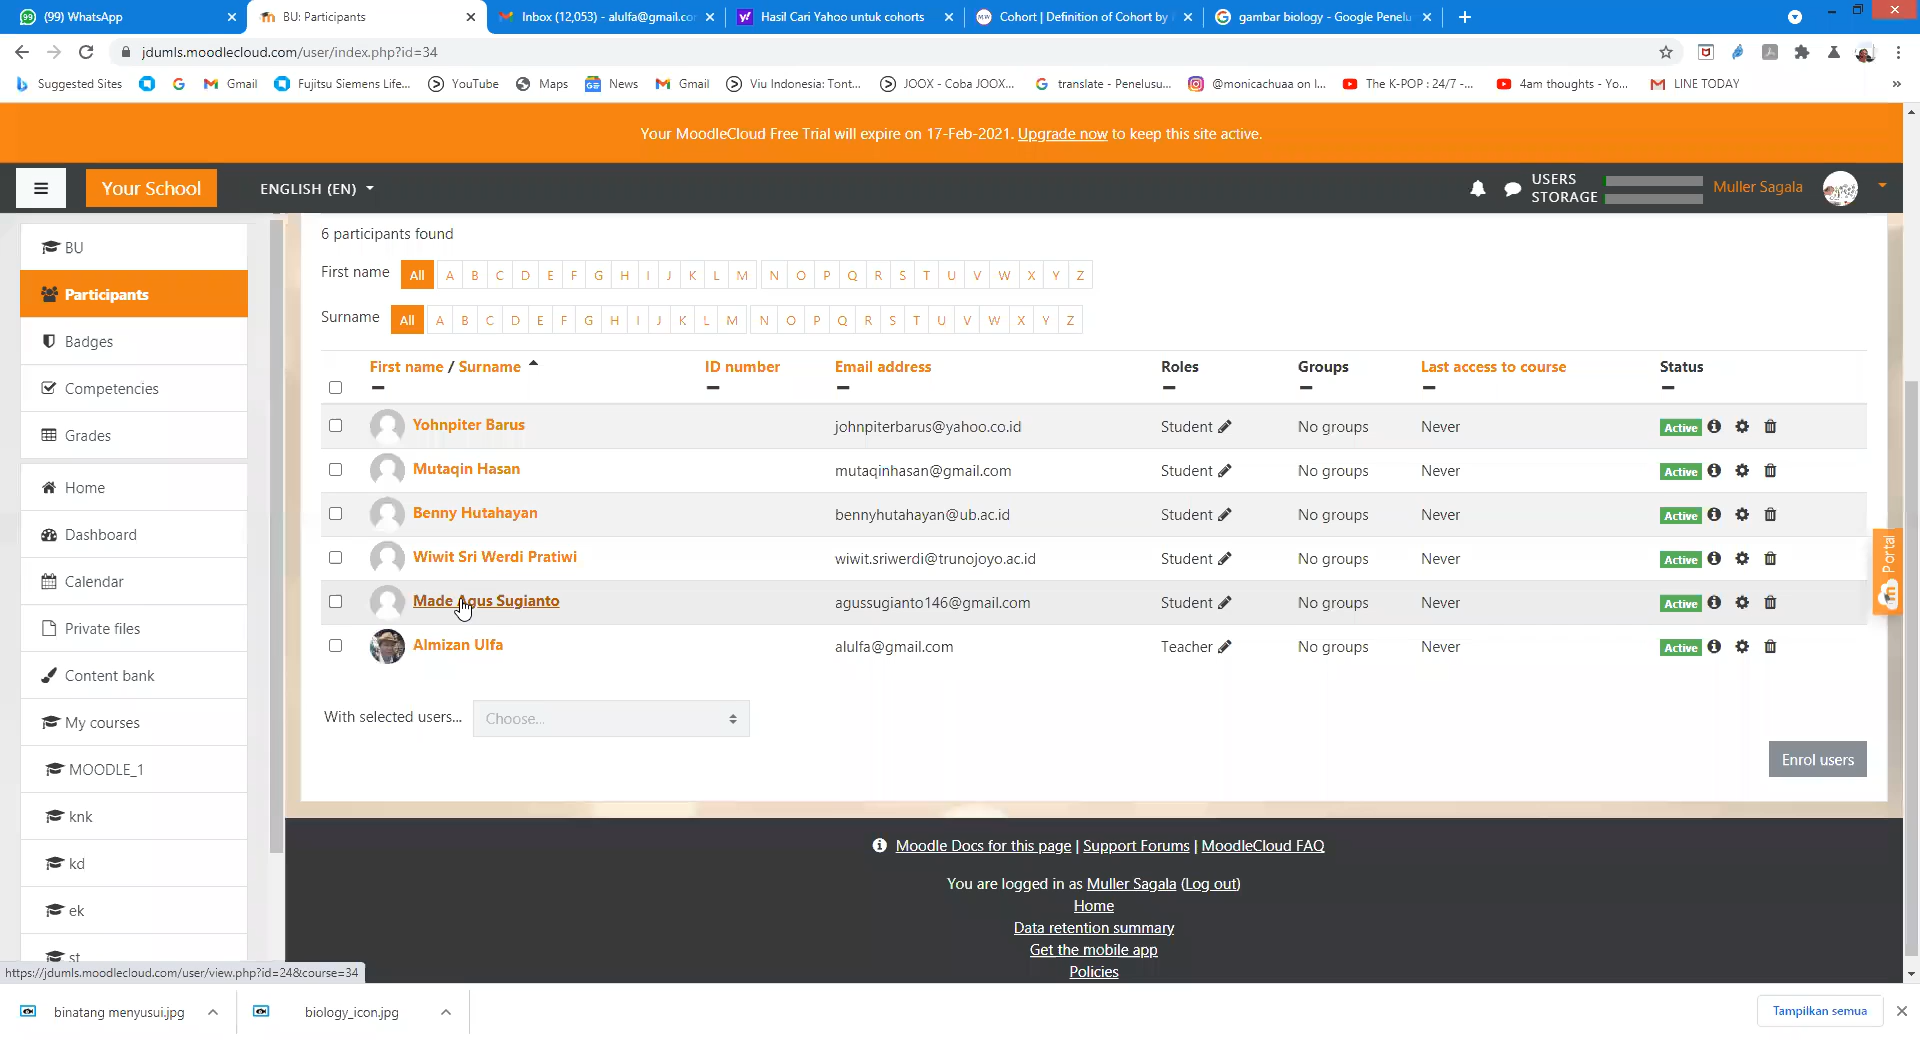 (99) WhatsApp
BU: Participants
Inbox (12,053) - alulfa@gmail.co
Hasil Cari Yahoo untuk cohorts
Cohort | Definition of Cohort by
gambar biology - Google Penelu
jdumls.moodlecloud.com/user/index.php?id=34
Suggested Sites
Gmail
Fujitsu Siemens Life...
YouTube
Maps
News
Gmail
Viu Indonesia: Tont...
JOOX - Coba JOOX...
translate - Penelusu...
@monicachuaa on I...
The K-POP : 24/7 -...
4am thoughts - Yo...
LINE TODAY
Your MoodleCloud Free Trial will expire on 17-Feb-2021. Upgrade now to keep this site active.
Your School
ENGLISH (EN)
USERS
STORAGE
Muller Sagala
BU
Participants
Badges
Competencies
Grades
Home
Dashboard
Calendar
Private files
Content bank
My courses
MOODLE_1
knk
kd
ek
st
6 participants found
First name All A B C D E F G H I J K L M N O P Q R S T U V W X Y Z
Surname All A B C D E F G H I J K L M N O P Q R S T U V W X Y Z
First name / Surname ID number Email address Roles Groups Last access to course Status
Yohnpiter Barus johnpiterbarus@yahoo.co.id Student No groups Never Active
Mutaqin Hasan mutaqinhasan@gmail.com Student No groups Never Active
Benny Hutahayan bennyhutahayan@ub.ac.id Student No groups Never Active
Wiwit Sri Werdi Pratiwi wiwit.sriwerdi@trunojoyo.ac.id Student No groups Never Active
Made Agus Sugianto agussugianto146@gmail.com Student No groups Never Active
Almizan Ulfa alulfa@gmail.com Teacher No groups Never Active
With selected users... Choose...
Enrol users
Portal
Moodle Docs for this page | Support Forums | MoodleCloud FAQ
You are logged in as Muller Sagala (Log out)
Home
Data retention summary
Get the mobile app
Policies
https://jdumls.moodlecloud.com/user/view.php?id=24&course=34
binatang menyusui.jpg
biology_icon.jpg
Tampilkan semua